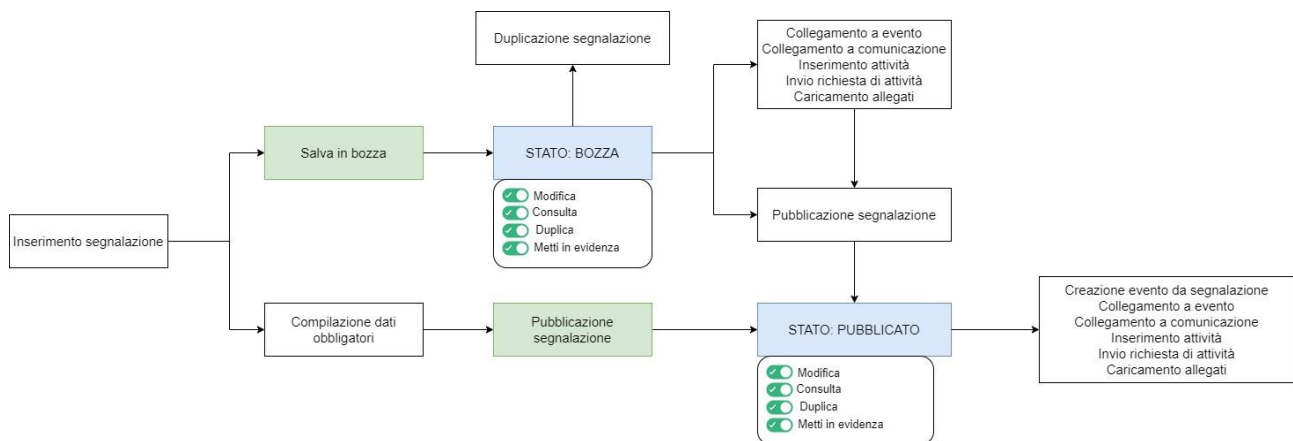 Duplicazione segnalazione
Collegamento a evento
Collegamento a comunicazione
Inserimento attività
Invio richiesta di attività
Caricamento allegati
Salva in bozza
STATO: BOZZA
Modifica
Consulta
Duplica
Metti in evidenza
Pubblicazione segnalazione
Inserimento segnalazione
Compilazione dati
obbligatori
Pubblicazione
segnalazione
STATO: PUBBLICATO
Modifica
Consulta
Duplica
Metti in evidenza
Creazione evento da segnalazione
Collegamento a evento
Collegamento a comunicazione
Inserimento attività
Invio richiesta di attività
Caricamento allegati